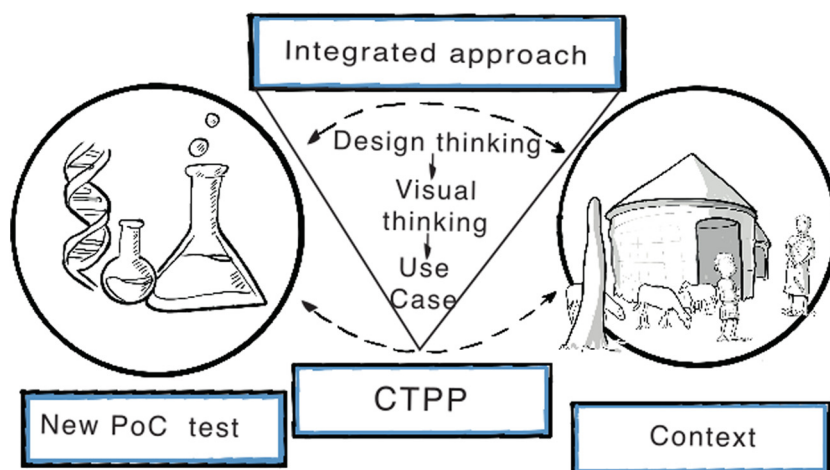 Integrated approach
Design thinking
Visual
thinking
Use
Case
CTPP
New PoC test
Context